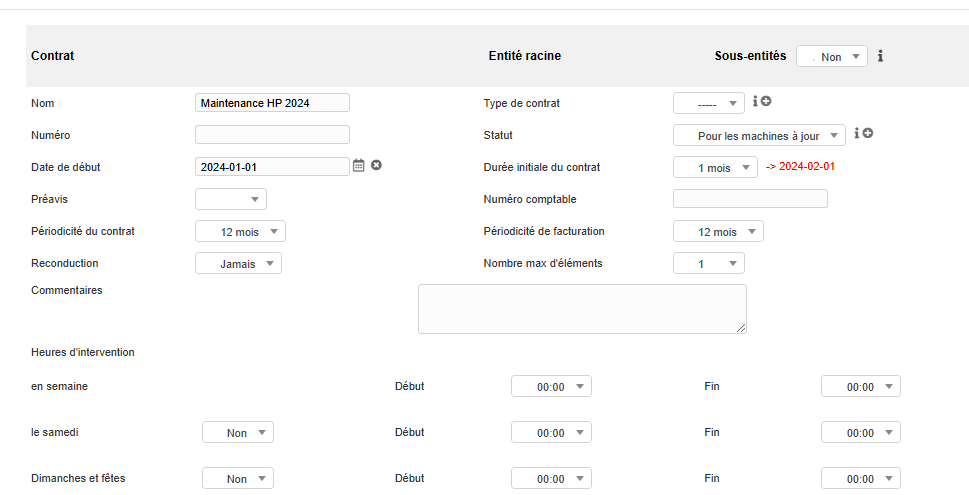 Contrat Entité racine Sous-entités Non
Nom Maintenance HP 2024 Type de contrat -----
Numéro Statut Pour les machines à jour
Date de début 2024-01-01 Durée initiale du contrat 1 mois -> 2024-02-01
Préavis Numéro comptable
Périodicité du contrat 12 mois Périodicité de facturation 12 mois
Reconduction Jamais Nombre max d'éléments 1
Commentaires
Heures d'intervention
en semaine Début 00:00 Fin 00:00
le samedi Non Début 00:00 Fin 00:00
Dimanches et fêtes Non Début 00:00 Fin 00:00